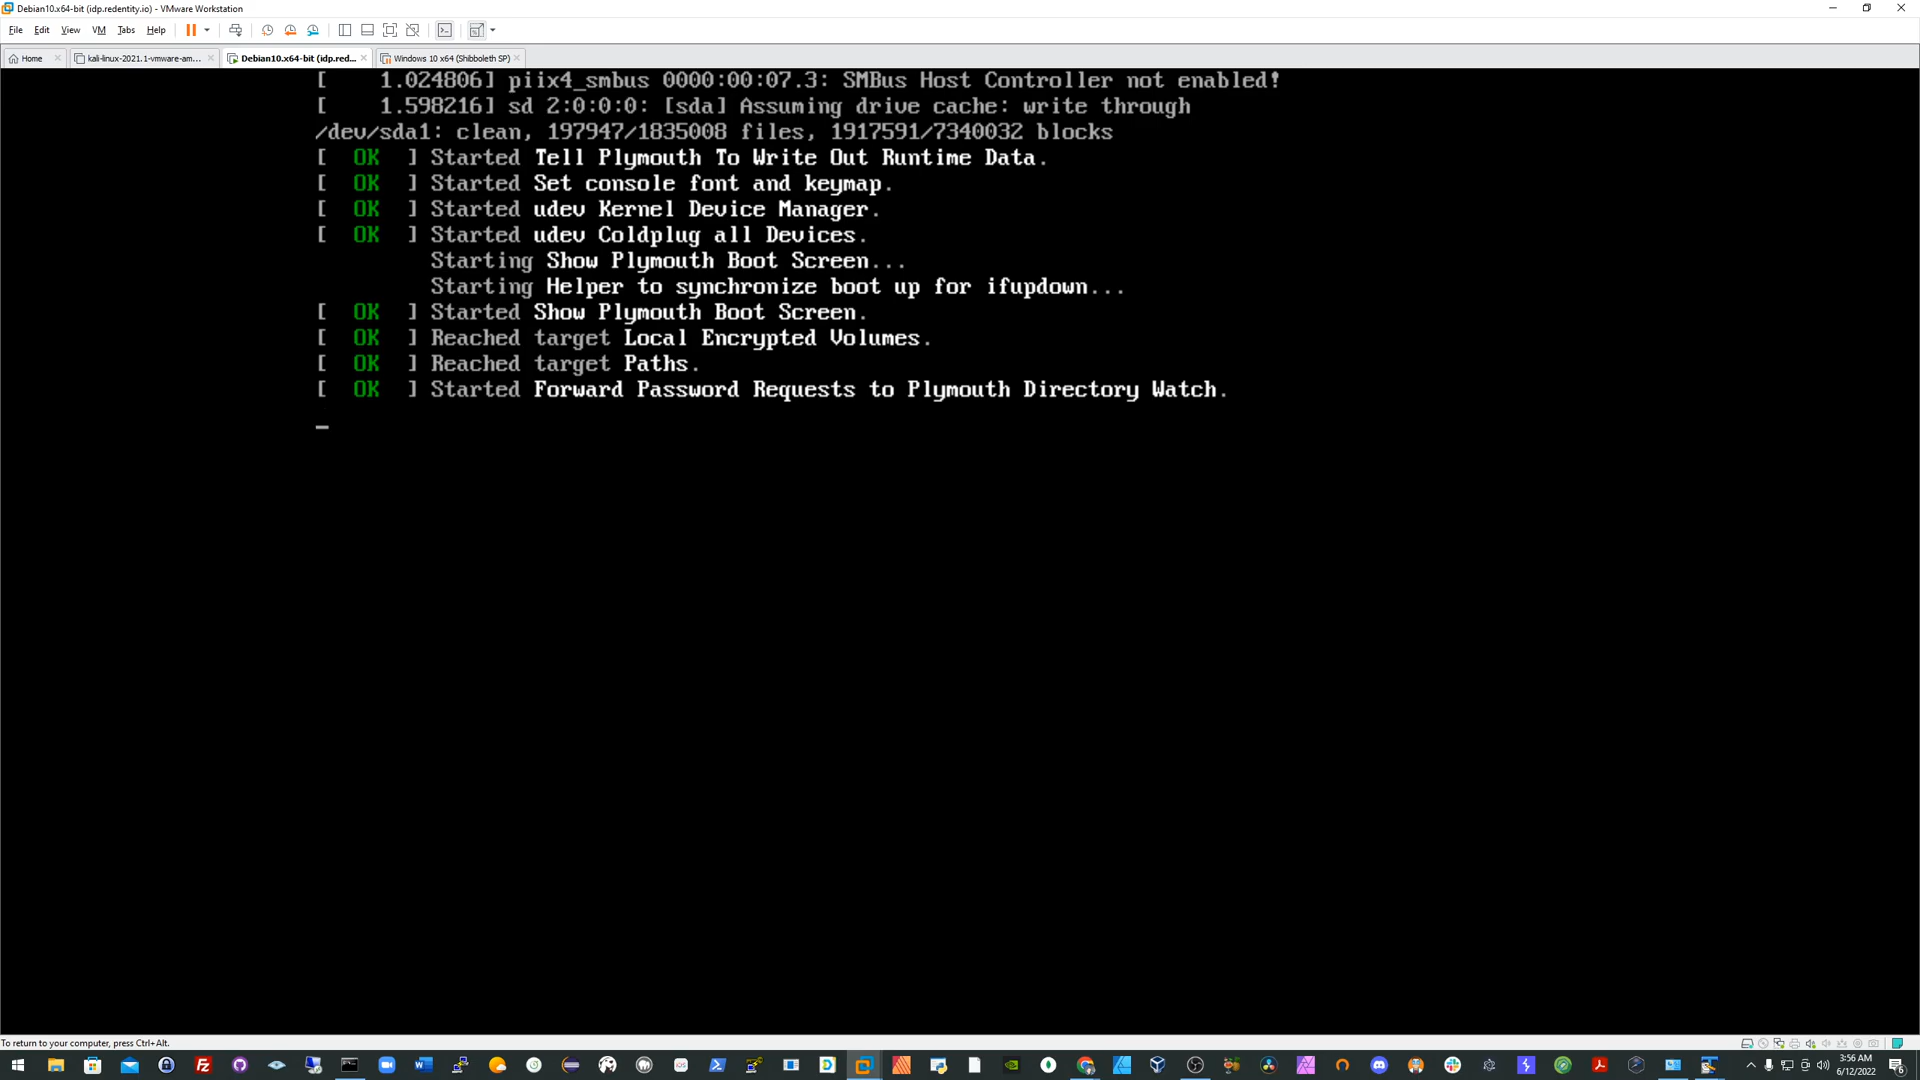 Debian10.x64-bit (idp.redentity.io) - VMware Workstation
File Edit View VM Tabs Help
Home kali-linux-2021.1-vmware-am... Debian10.x64-bit (idp.red... Windows 10 x64 (Shibboleth SP)
[    1.024806] piix4_smbus 0000:00:07.3: SMBus Host Controller not enabled!
[    1.598216] sd 2:0:0:0: [sda] Assuming drive cache: write through
/dev/sda1: clean, 197947/1835008 files, 1917591/7340032 blocks
[  OK  ] Started Tell Plymouth To Write Out Runtime Data.
[  OK  ] Started Set console font and keymap.
[  OK  ] Started udev Kernel Device Manager.
[  OK  ] Started udev Coldplug all Devices.
Starting Show Plymouth Boot Screen...
Starting Helper to synchronize boot up for ifupdown...
[  OK  ] Started Show Plymouth Boot Screen.
[  OK  ] Reached target Local Encrypted Volumes.
[  OK  ] Reached target Paths.
[  OK  ] Started Forward Password Requests to Plymouth Directory Watch.
To return to your computer, press Ctrl+Alt.
3:56 AM
6/12/2022